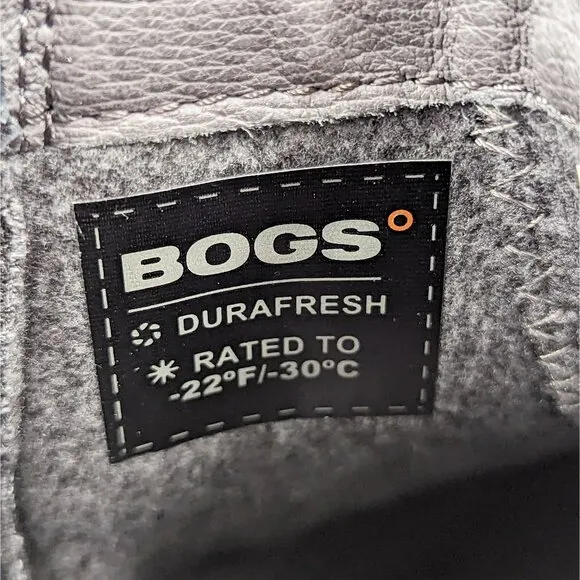 BOGS°
DURAFRESH
RATED TO
-22°F/-30°C